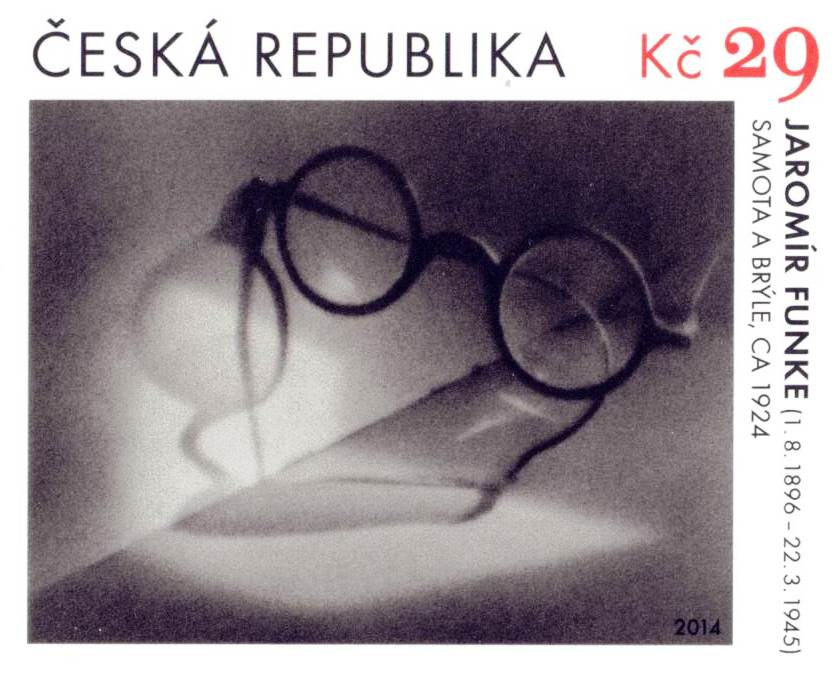 ČESKÁ REPUBLIKA
Kč 29
JAROMÍR FUNKE (1. 8. 1896 – 22. 3. 1945)
SAMOTA A BRÝLE, CA 1924
2014